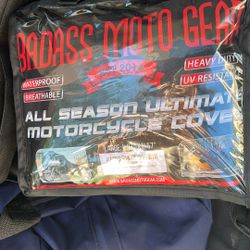 BADASS MOTO GEAR
HEAVY DUTY
WATERPROOF
UV RESISTA
BREATHABLE
ALL SEASON ULTIMAT
MOTORCYCLE COVE